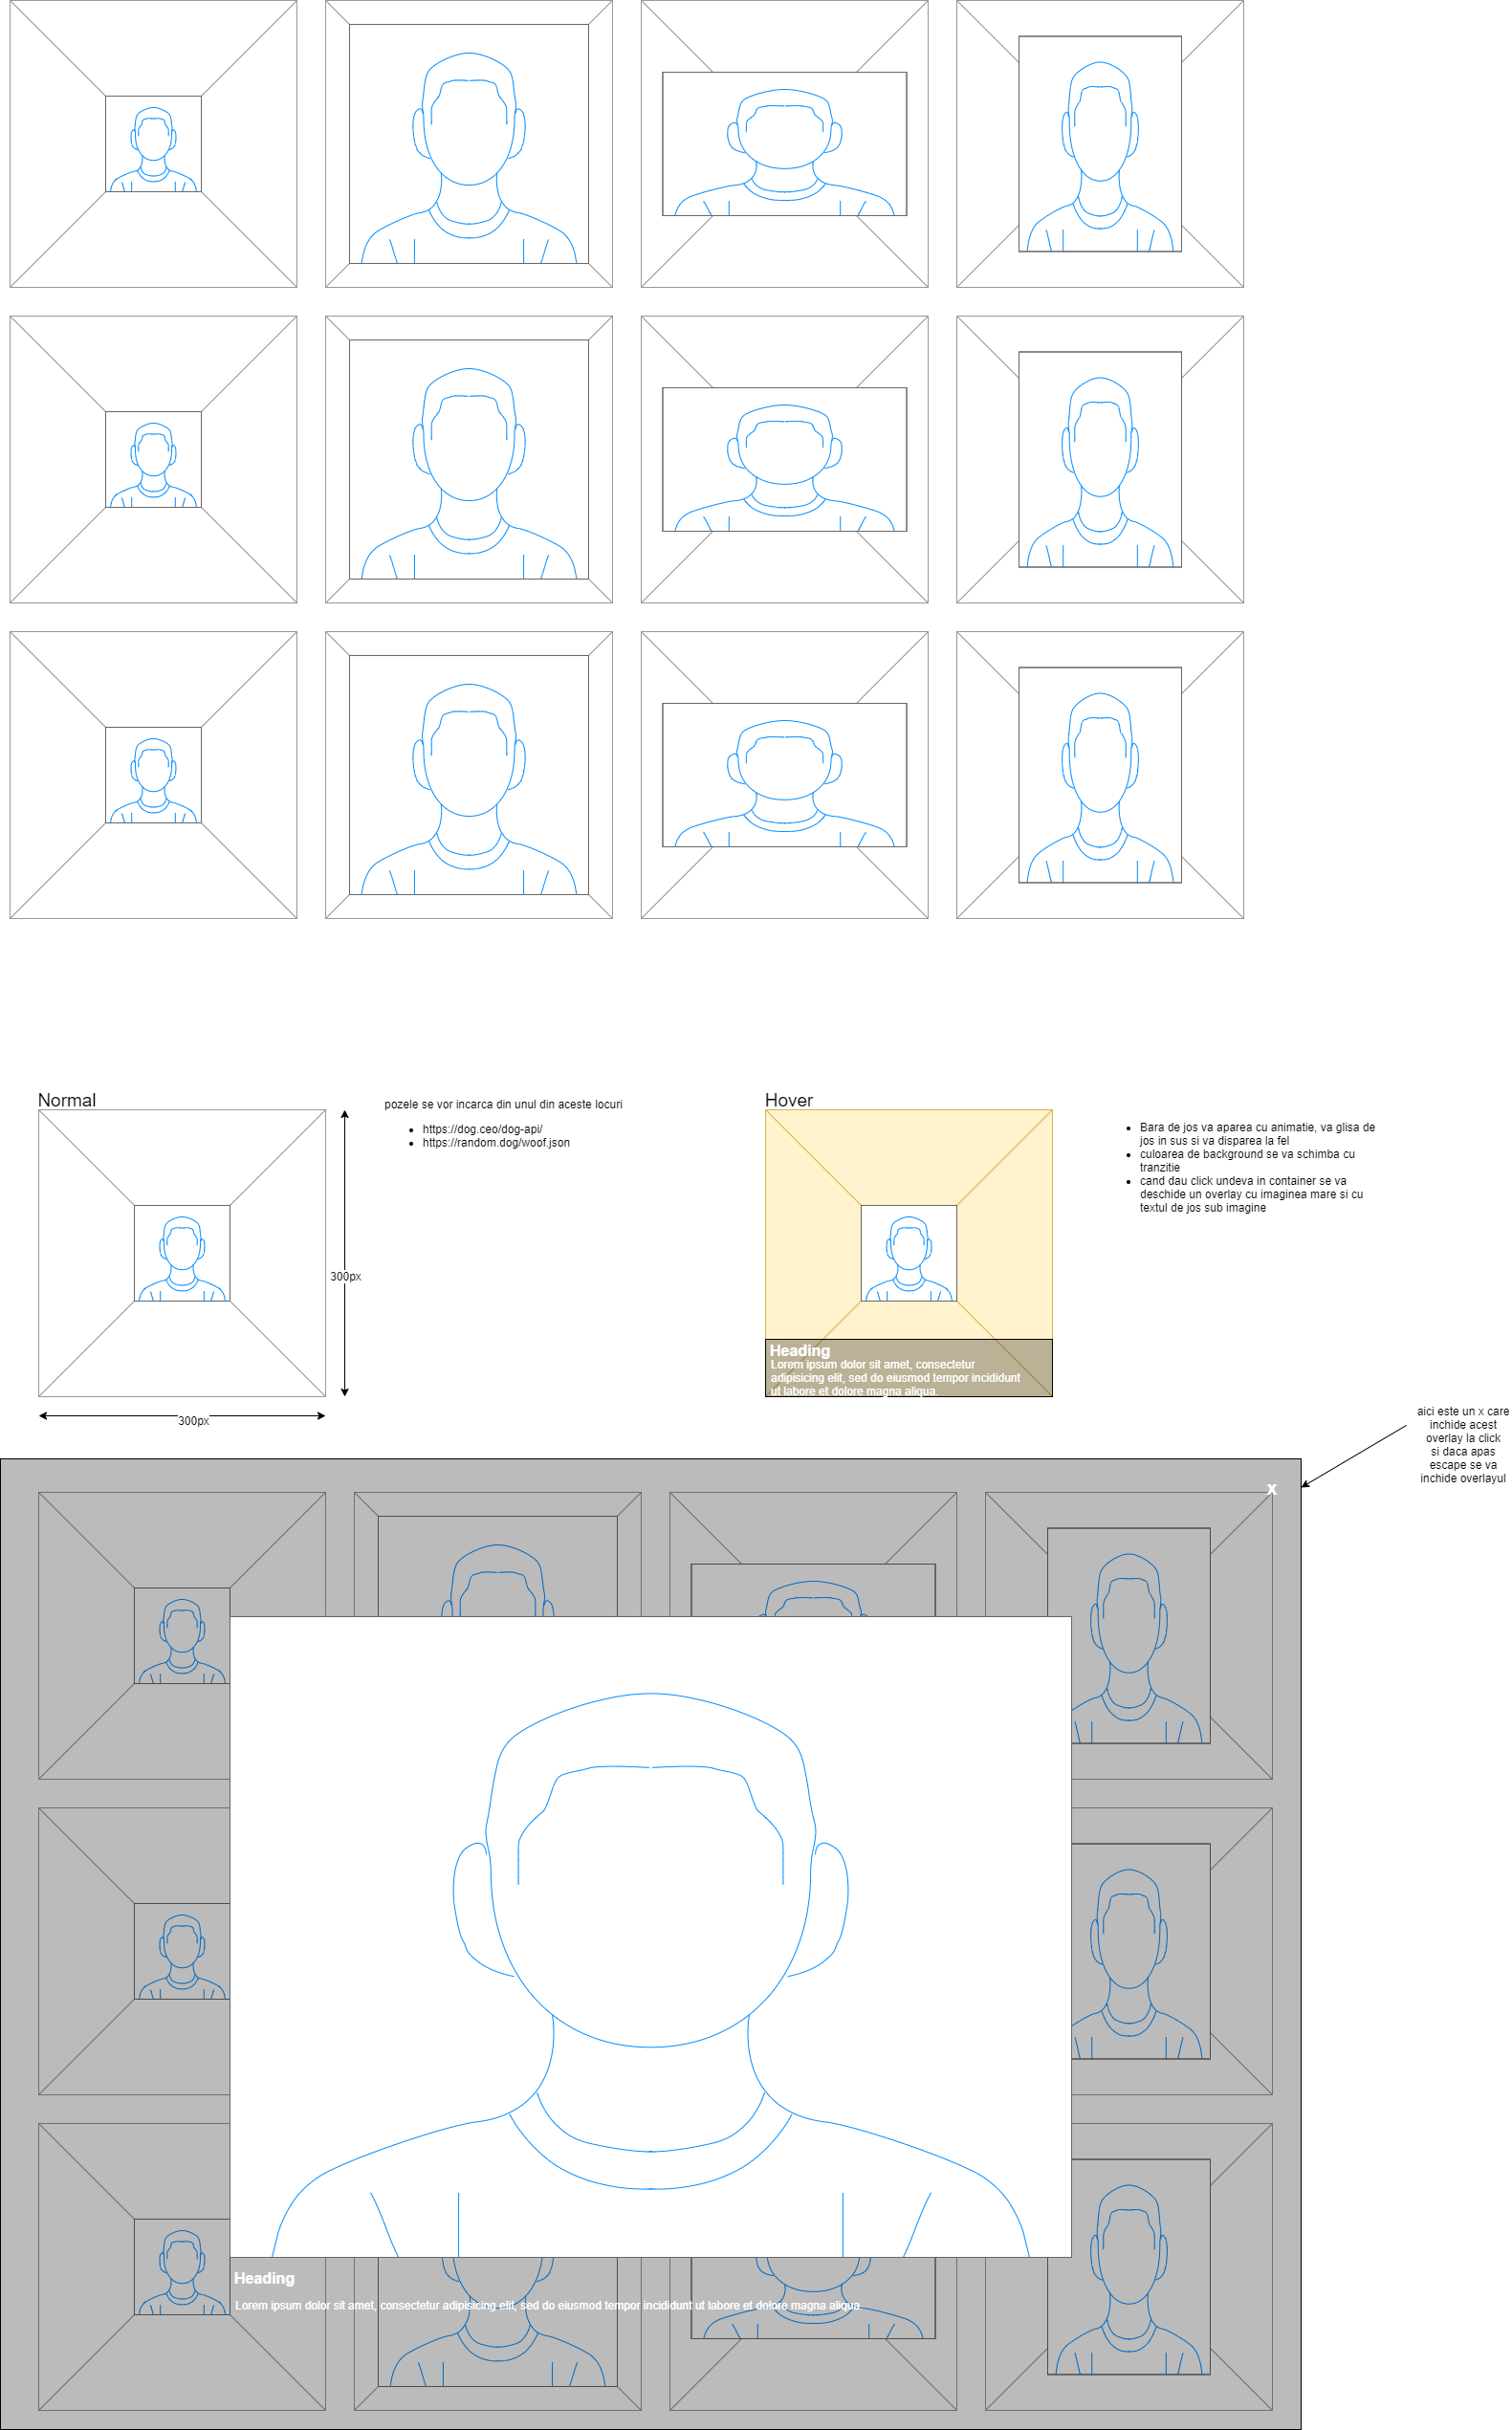 Normal
pozele se vor incarca din unul din aceste locuri
https://dog.ceo/dog-api/
https://random.dog/woof.json
300px
300px
Hover
Heading
Lorem ipsum dolor sit amet, consectetur
adipisicing elit, sed do eiusmod tempor incididunt
ut labore et dolore magna aliqua.
Bara de jos va aparea cu animatie, va glisa de
jos in sus si va disparea la fel
culoarea de background se va schimba cu
tranzitie
cand dau click undeva in container se va
deschide un overlay cu imaginea mare si cu
textul de jos sub imagine
aici este un x care
inchide acest
overlay la click
si daca apas
escape se va
inchide overlayul
x
Heading
Lorem ipsum dolor sit amet, consectetur adipisicing elit, sed do eiusmod tempor incididunt ut labore et dolore magna aliqua.